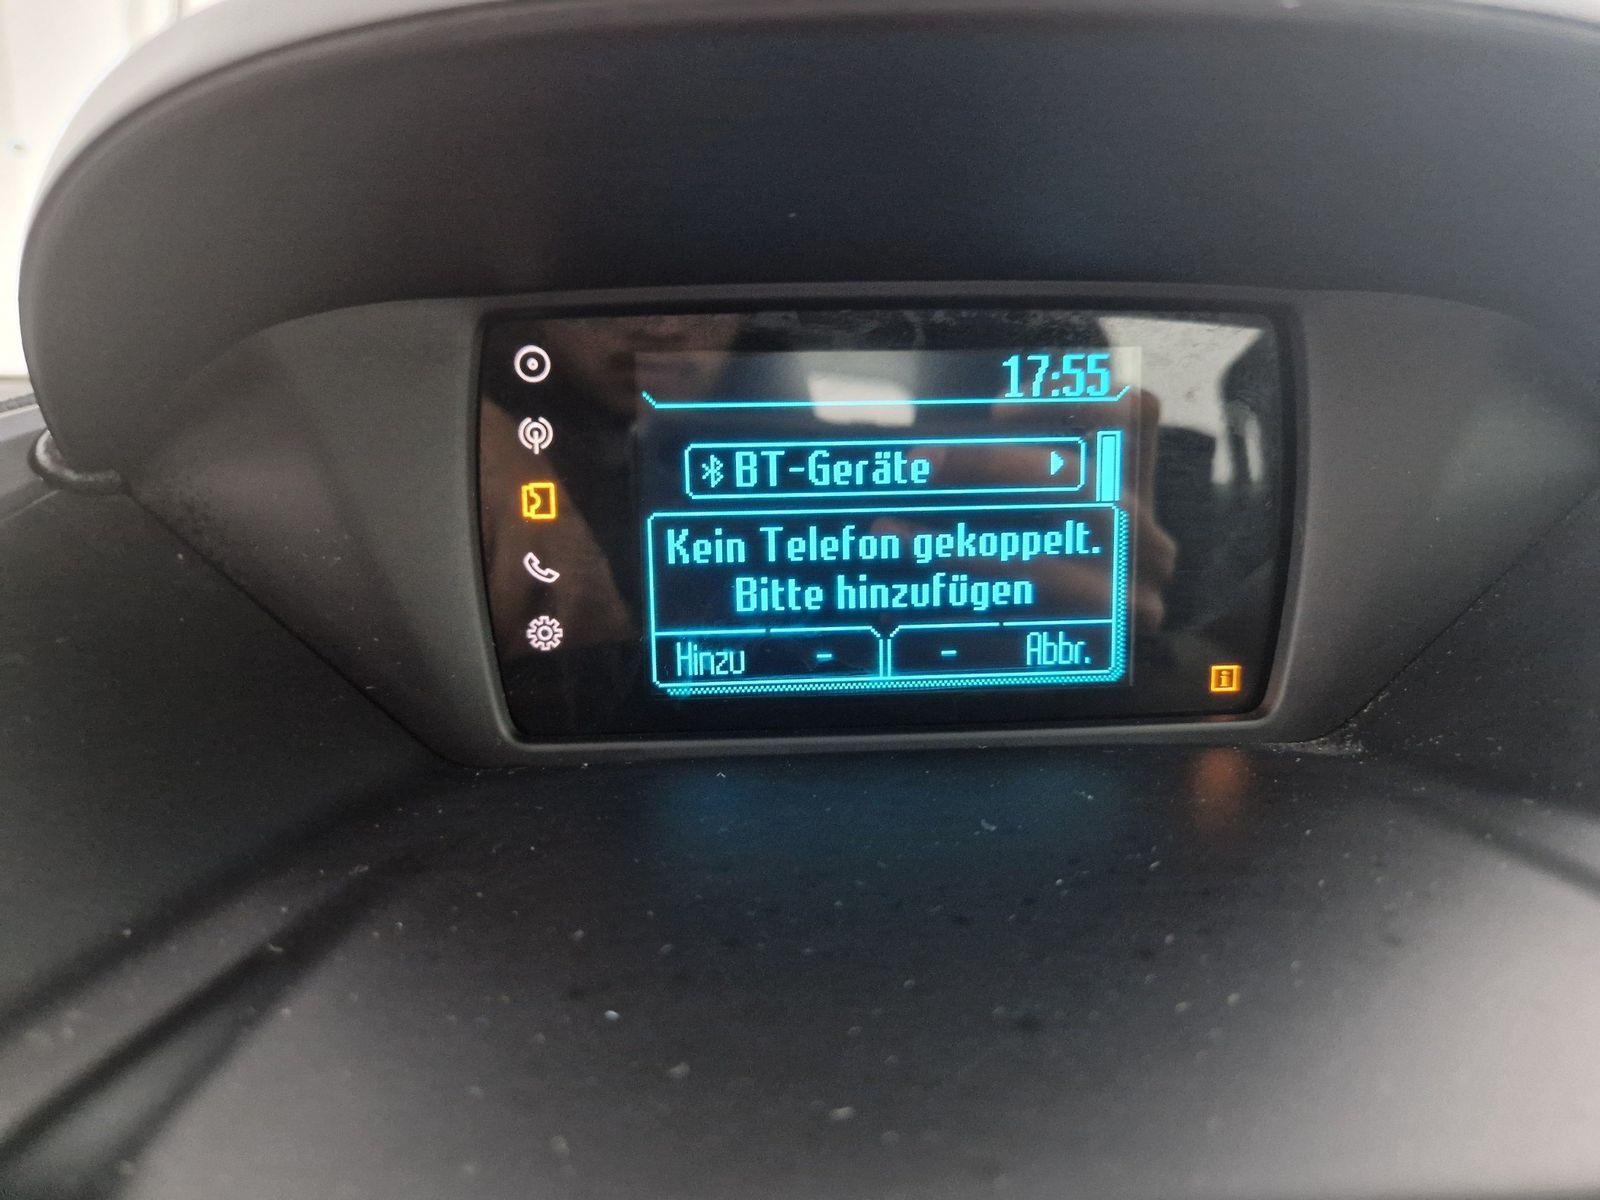 17:55
BT-Geräte
Kein Telefon gekoppelt.
Bitte hinzufügen
Hinzu - - Abbr.
i